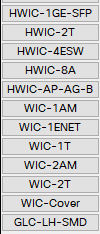 HWIC-1GE-SFP
HWIC-2T
HWIC-4ESW
HWIC-8A
HWIC-AP-AG-B
WIC-1AM
WIC-1ENET
WIC-1T
WIC-2AM
WIC-2T
WIC-Cover
GLC-LH-SMD